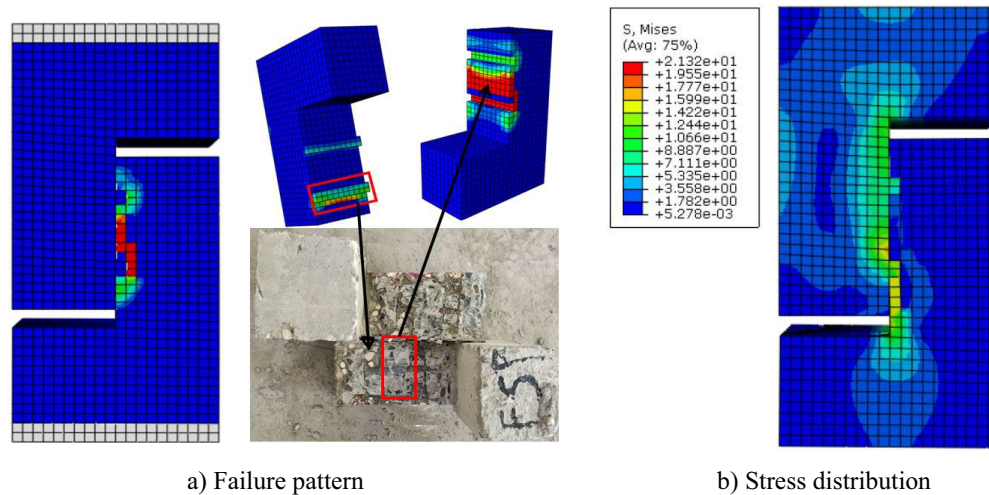 S, Mises
(Avg: 75%)
+2.132e+01
+1.955e+01
+1.777e+01
+1.599e+01
+1.422e+01
+1.244e+01
+1.066e+01
+8.887e+00
+7.111e+00
+5.335e+00
+3.558e+00
+1.782e+00
+5.278e-03
FS9
a) Failure pattern
b) Stress distribution